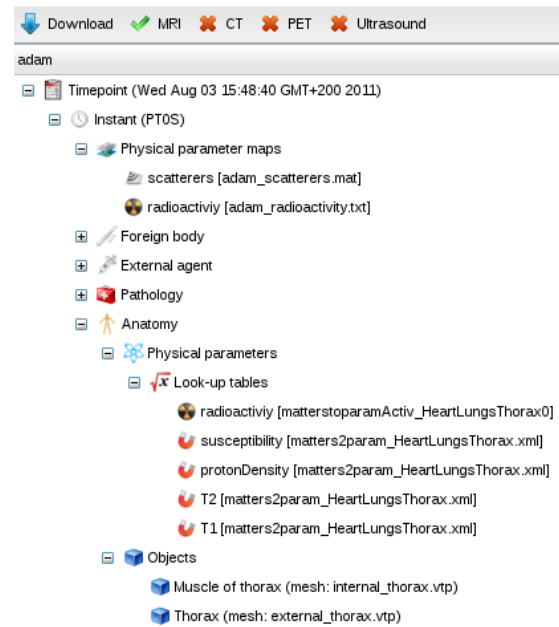 Download MRI CT PET Ultrasound
adam
Timepoint (Wed Aug 03 15:48:40 GMT+200 2011)
Instant (PT0S)
Physical parameter maps
scatterers [adam_scatterers.mat]
radioactiviy [adam_radioactivity.txt]
Foreign body
External agent
Pathology
Anatomy
Physical parameters
Look-up tables
radioactiviy [matterstoparamActiv_HeartLungsThorax0]
susceptibility [matters2param_HeartLungsThorax.xml]
protonDensity [matters2param_HeartLungsThorax.xml]
T2 [matters2param_HeartLungsThorax.xml]
T1 [matters2param_HeartLungsThorax.xml]
Objects
Muscle of thorax (mesh: internal_thorax.vtp)
Thorax (mesh: external_thorax.vtp)